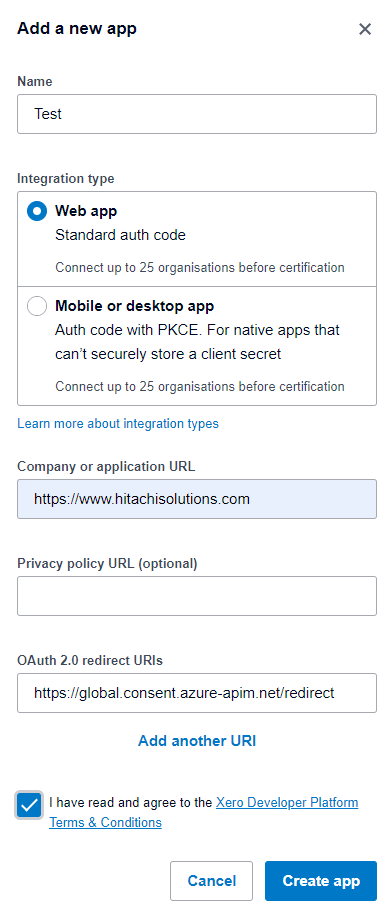 Add a new app
Name
Test
Integration type
Web app
Standard auth code
Connect up to 25 organisations before certification
Mobile or desktop app
Auth code with PKCE. For native apps that
can't securely store a client secret
Connect up to 25 organisations before certification
Learn more about integration types
Company or application URL
https://www.hitachisolutions.com
Privacy policy URL (optional)
OAuth 2.0 redirect URIs
https://global.consent.azure-apim.net/redirect
Add another URI
I have read and agree to the Xero Developer Platform
Terms & Conditions
Cancel Create app